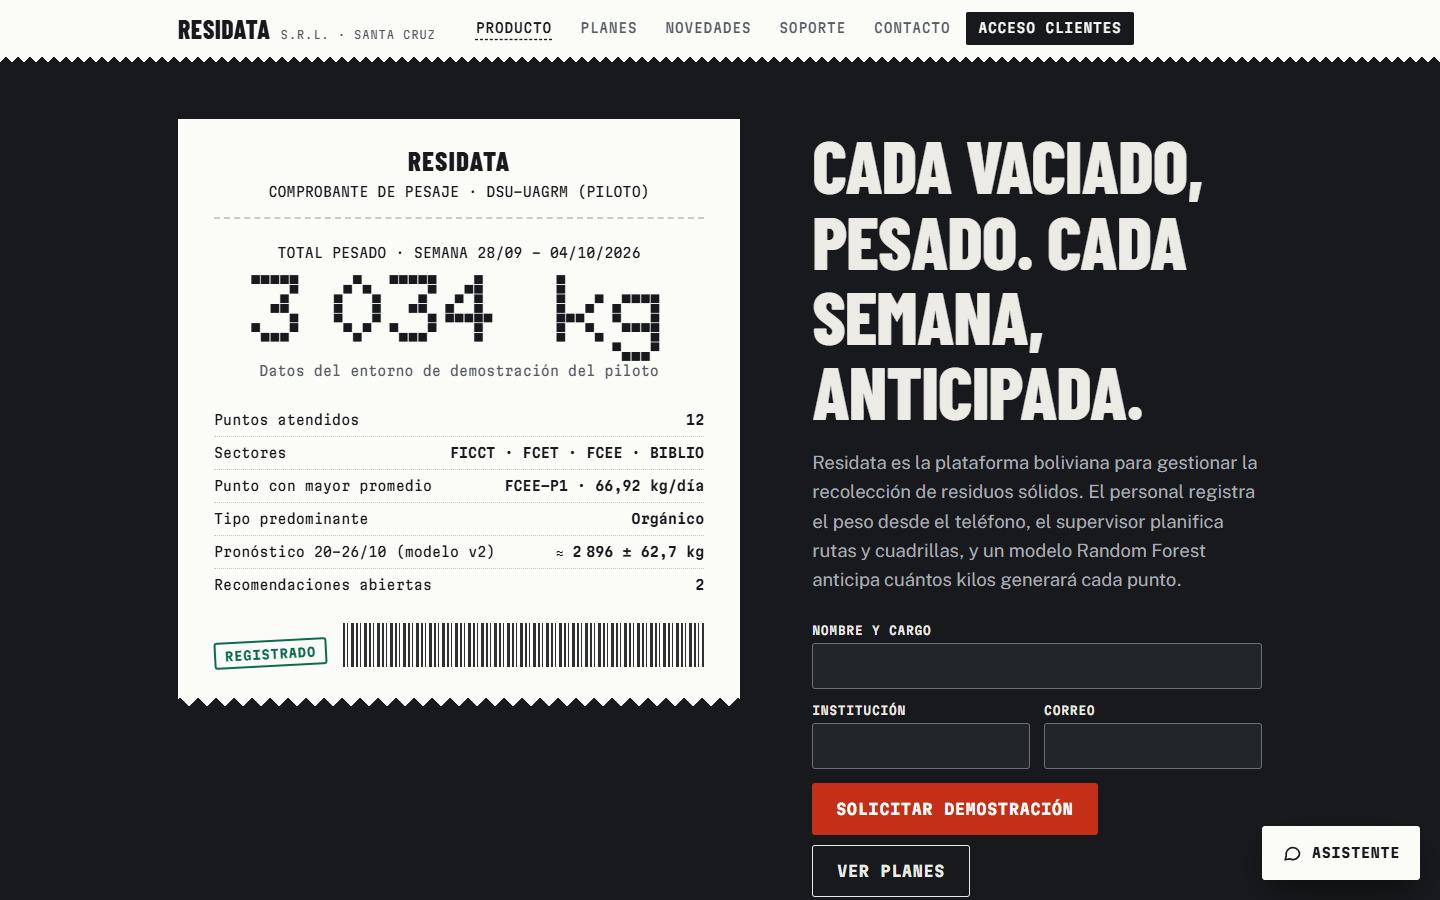 RESIDATA S.R.L. · SANTA CRUZ PRODUCTO PLANES NOVEDADES SOPORTE CONTACTO ACCESO CLIENTES
RESIDATA
COMPROBANTE DE PESAJE · DSU-UAGRM (PILOTO)
TOTAL PESADO · SEMANA 28/09 – 04/10/2026
3 034 kg
Datos del entorno de demostración del piloto
Puntos atendidos 12
Sectores FICCT · FCET · FCEE · BIBLIO
Punto con mayor promedio FCEE-P1 · 66,92 kg/día
Tipo predominante Orgánico
Pronóstico 20–26/10 (modelo v2) ≈ 2 896 ± 62,7 kg
Recomendaciones abiertas 2
REGISTRADO
CADA VACIADO,
PESADO. CADA
SEMANA,
ANTICIPADA.
Residata es la plataforma boliviana para gestionar la
recolección de residuos sólidos. El personal registra
el peso desde el teléfono, el supervisor planifica
rutas y cuadrillas, y un modelo Random Forest
anticipa cuántos kilos generará cada punto.
NOMBRE Y CARGO
INSTITUCIÓN CORREO
SOLICITAR DEMOSTRACIÓN
VER PLANES
ASISTENTE